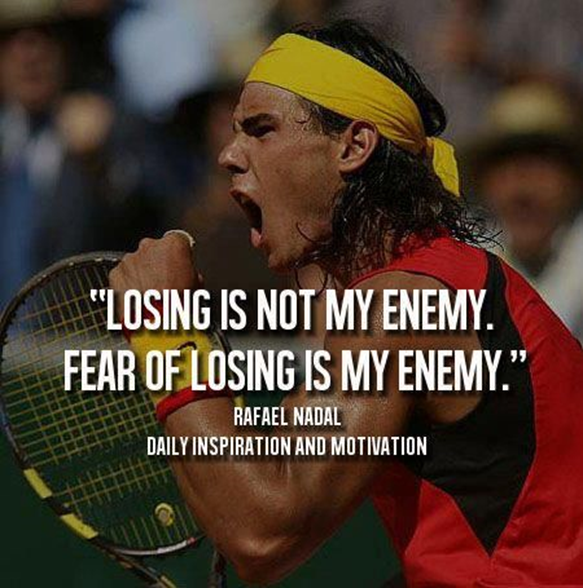 “LOSING IS NOT MY ENEMY.
FEAR OF LOSING IS MY ENEMY.”
RAFAEL NADAL
DAILY INSPIRATION AND MOTIVATION